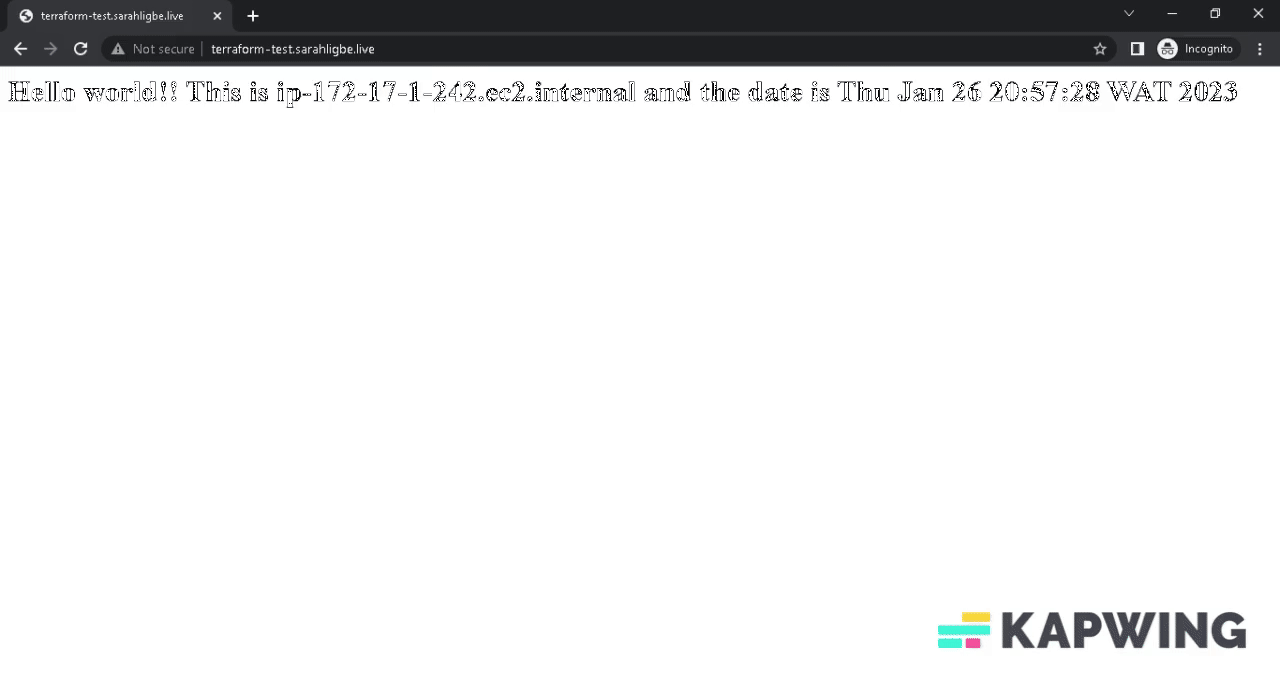 terraform-test.sarahligbe.live
Not secure terraform-test.sarahligbe.live Incognito
Hello world!! This is ip-172-17-1-242.ec2.internal and the date is Thu Jan 26 20:57:28 WAT 2023
KAPWING